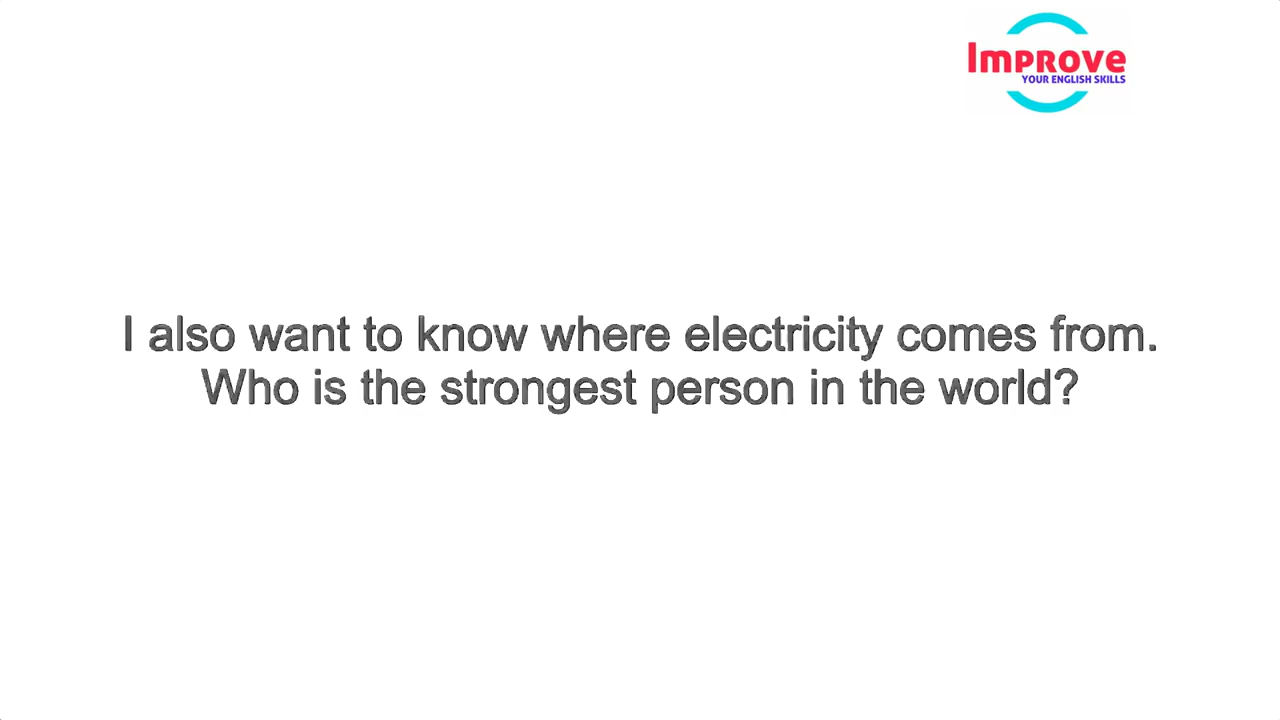 Improve
YOUR ENGLISH SKILLS
I also want to know where electricity comes from.
Who is the strongest person in the world?